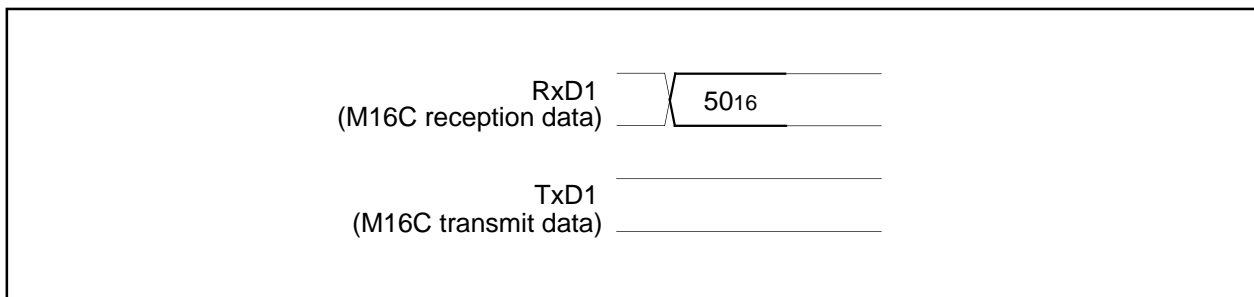 RxD1
(M16C reception data)
5016
TxD1
(M16C transmit data)